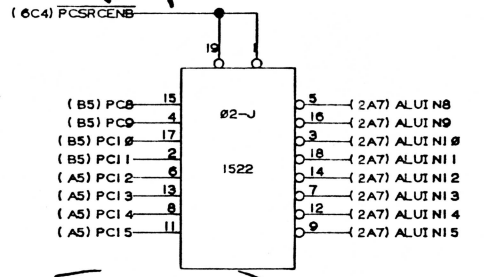 (6C4) PCSRCENB
19 1
(B5) PC8 15 Ø2-J 5 (2A7) ALUIN8
(B5) PC9 4 16 (2A7) ALUIN9
(B5) PC1Ø 17 3 (2A7) ALUIN1Ø
(B5) PC11 2 1522 18 (2A7) ALUIN11
(A5) PC12 6 14 (2A7) ALUIN12
(A5) PC13 13 7 (2A7) ALUIN13
(A5) PC14 8 12 (2A7) ALUIN14
(A5) PC15 11 9 (2A7) ALUIN15